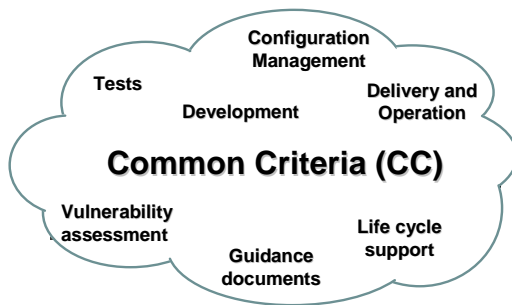 Configuration
Management
Tests
Delivery and
Operation
Development
Common Criteria (CC)
Vulnerability
assessment
Life cycle
support
Guidance
documents